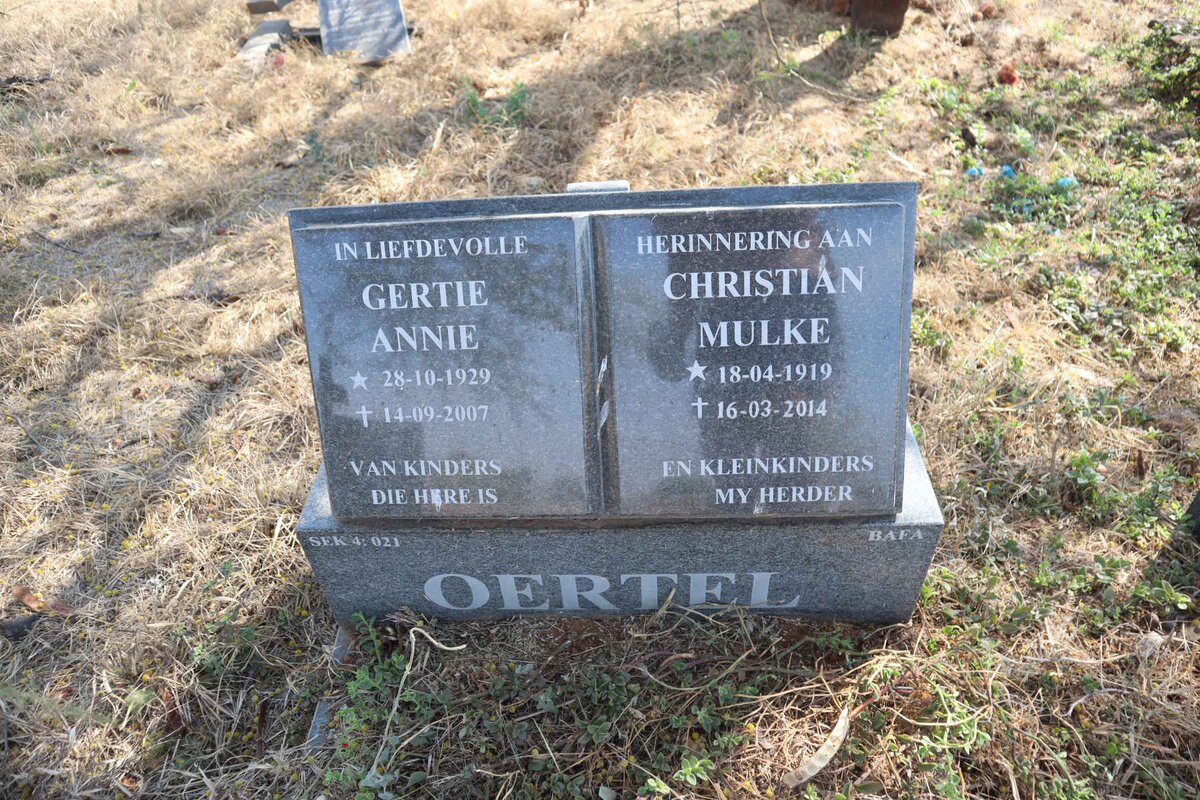 IN LIEFDEVOLLE
GERTIE
ANNIE
★ 28-10-1929
✝ 14-09-2007
VAN KINDERS
DIE HERE IS
HERINNERING AAN
CHRISTIAN
MULKE
★ 18-04-1919
✝ 16-03-2014
EN KLEINKINDERS
MY HERDER
SEK 4: 021
BAFA
OERTEL